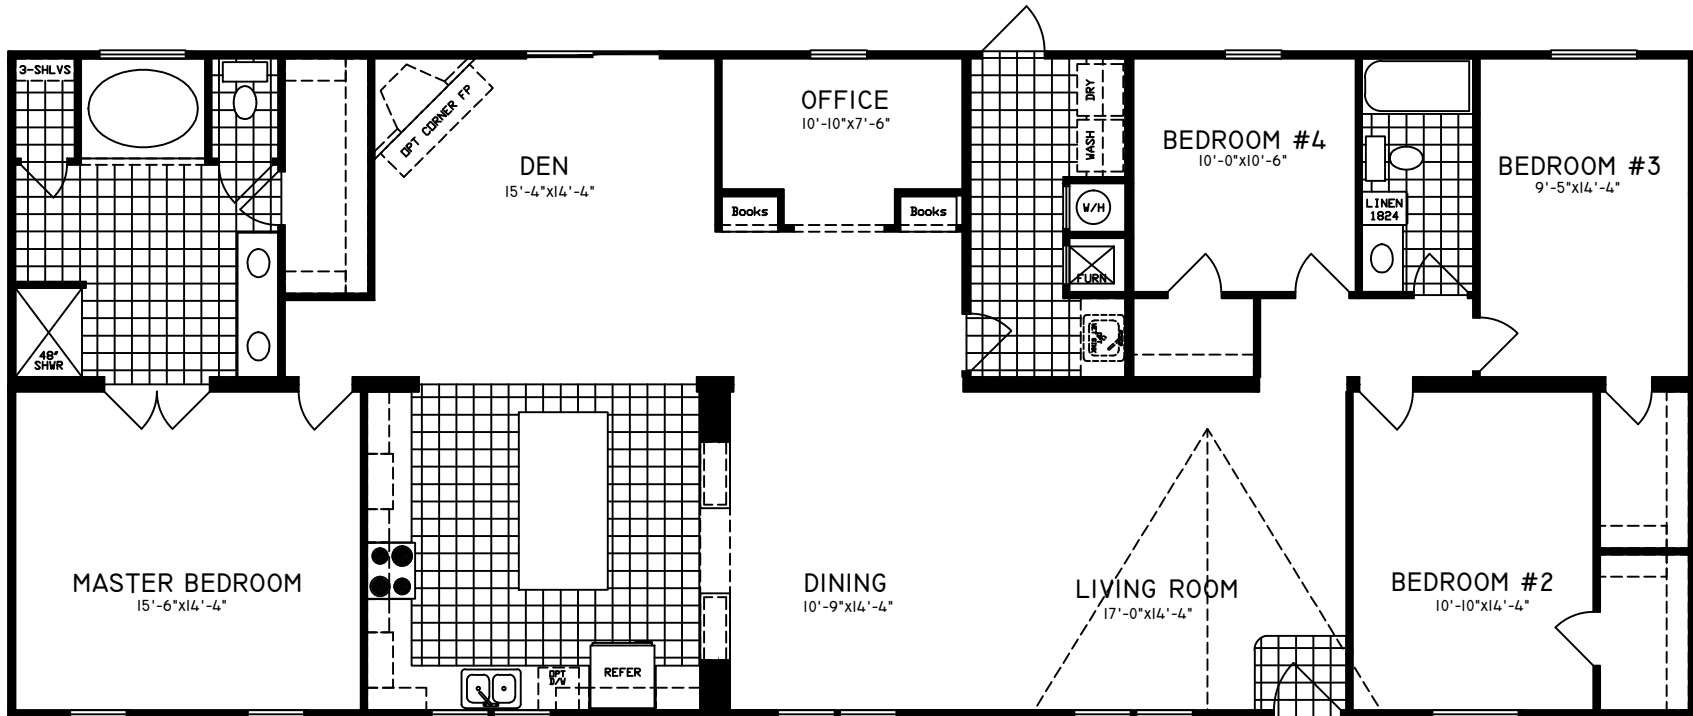 3-SHLVS
OPT CORNER FP
DEN
15'-4"x14'-4"
OFFICE
10'-10"x7'-6"
Books
Books
DRY
WASH
W/H
FURN
BEDROOM #4
10'-0"x10'-6"
LINEN
1824
BEDROOM #3
9'-5"x14'-4"
48"
SHWR
MASTER BEDROOM
15'-6"x14'-4"
OPT
D/W
REFER
DINING
10'-9"x14'-4"
LIVING ROOM
17'-0"x14'-4"
BEDROOM #2
10'-10"x14'-4"